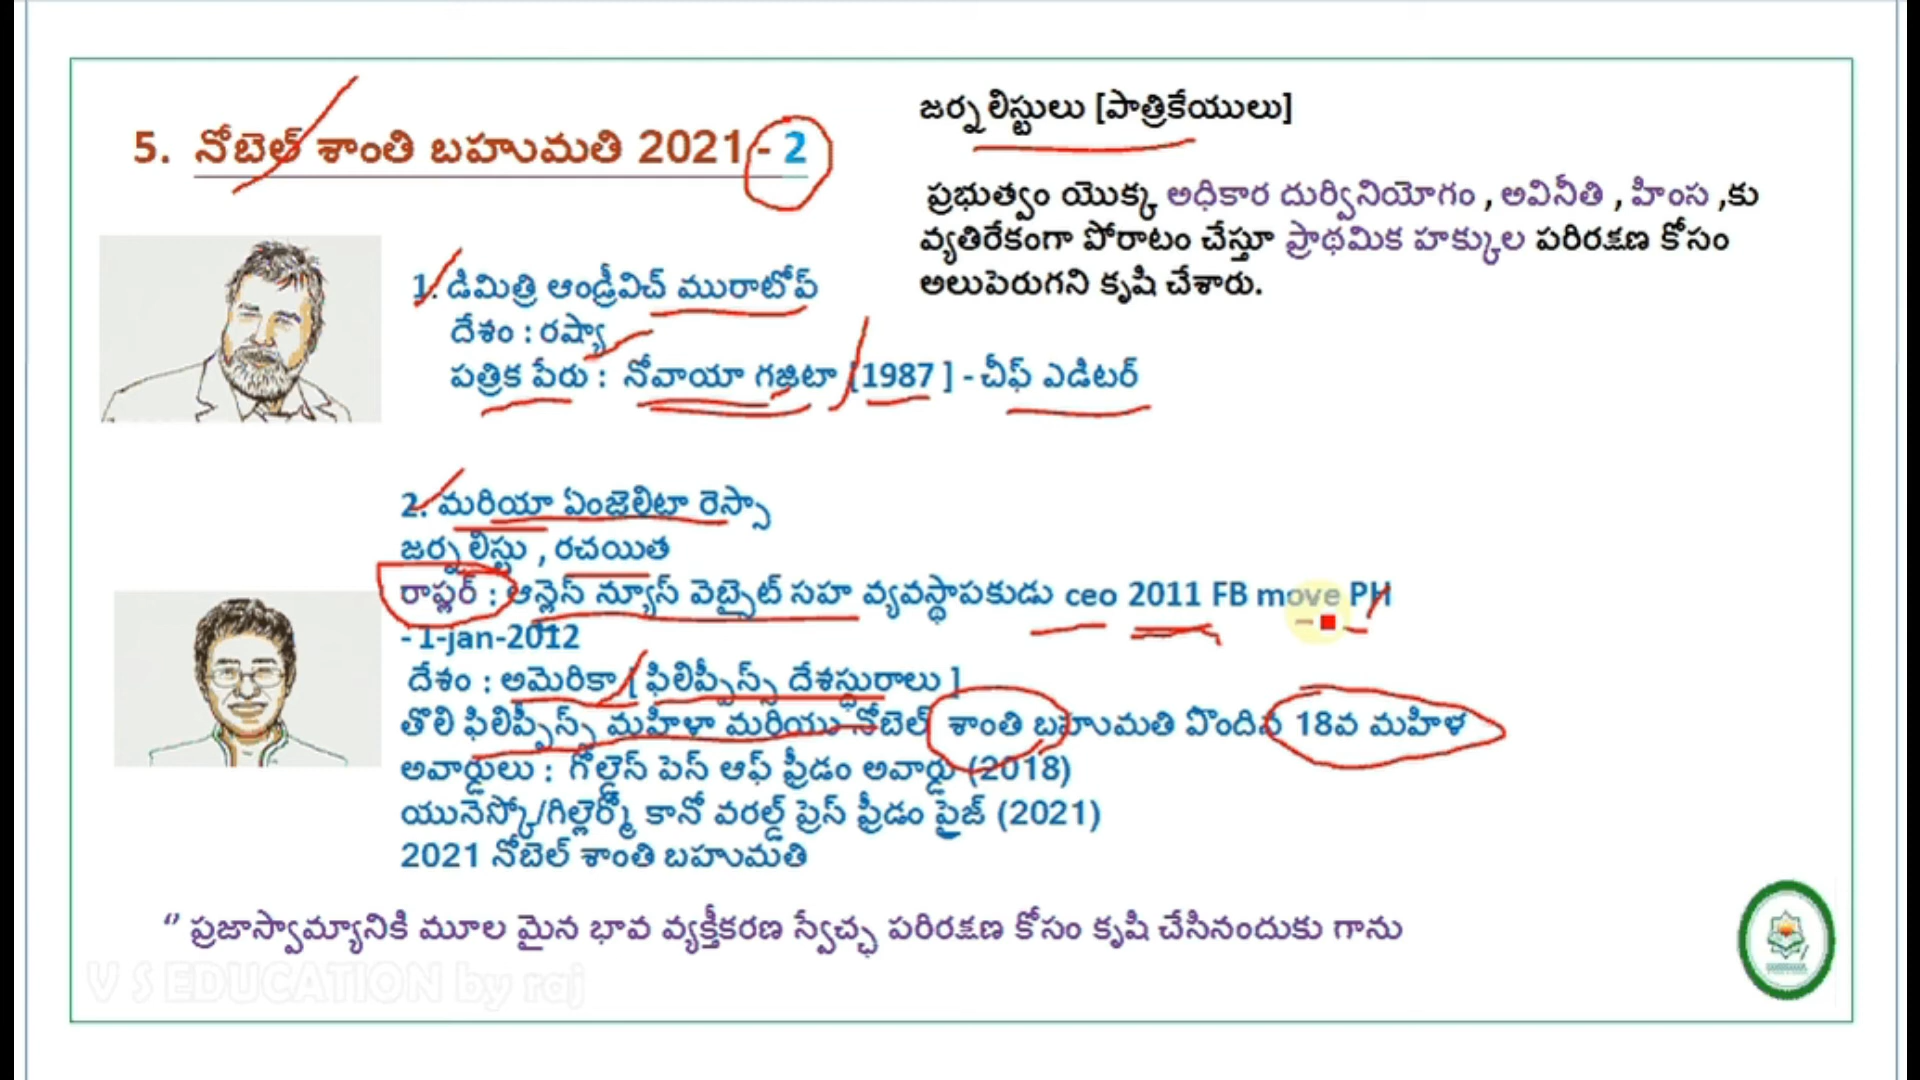 5. నోబెల్ శాంతి బహుమతి 2021 - 2
జర్నలిస్టులు [పాత్రికేయులు]
ప్రభుత్వం యొక్క అధికార దుర్వినియోగం , అవినీతి , హింస ,కు
వ్యతిరేకంగా పోరాటం చేస్తూ ప్రాథమిక హక్కుల పరిరక్షణ కోసం
అలుపెరుగని కృషి చేశారు.
1. డిమిత్రి ఆండ్రీవిచ్ మురాటోప్
దేశం : రష్యా
పత్రిక పేరు : నోవాయా గజిటా [1987 ] - చీఫ్ ఎడిటర్
2. మరియా ఏంజెలిటా రెస్సా
జర్నలిస్టు , రచయిత
రాప్లర్ : ఆన్లైన్ న్యూస్ వెబ్సైట్ సహ వ్యవస్థాపకుడు ceo 2011 FB move PH
- 1-jan-2012
దేశం : అమెరికా [ ఫిలిప్పీన్స్ దేశస్థురాలు ]
తొలి ఫిలిప్పీన్స్ మహిళా మరియు నోబెల్ శాంతి బహుమతి పొందిన 18వ మహిళ
అవార్డులు : గోల్డెన్ పెన్ ఆఫ్ ఫ్రీడం అవార్డు (2018)
యునెస్కో/గిల్లెర్మో కానో వరల్డ్ ప్రెస్ ఫ్రీడం ప్రైజ్ (2021)
2021 నోబెల్ శాంతి బహుమతి
‘’ ప్రజాస్వామ్యానికి మూల మైన భావ వ్యక్తీకరణ స్వేచ్ఛ పరిరక్షణ కోసం కృషి చేసినందుకు గాను
V S EDUCATION by raj